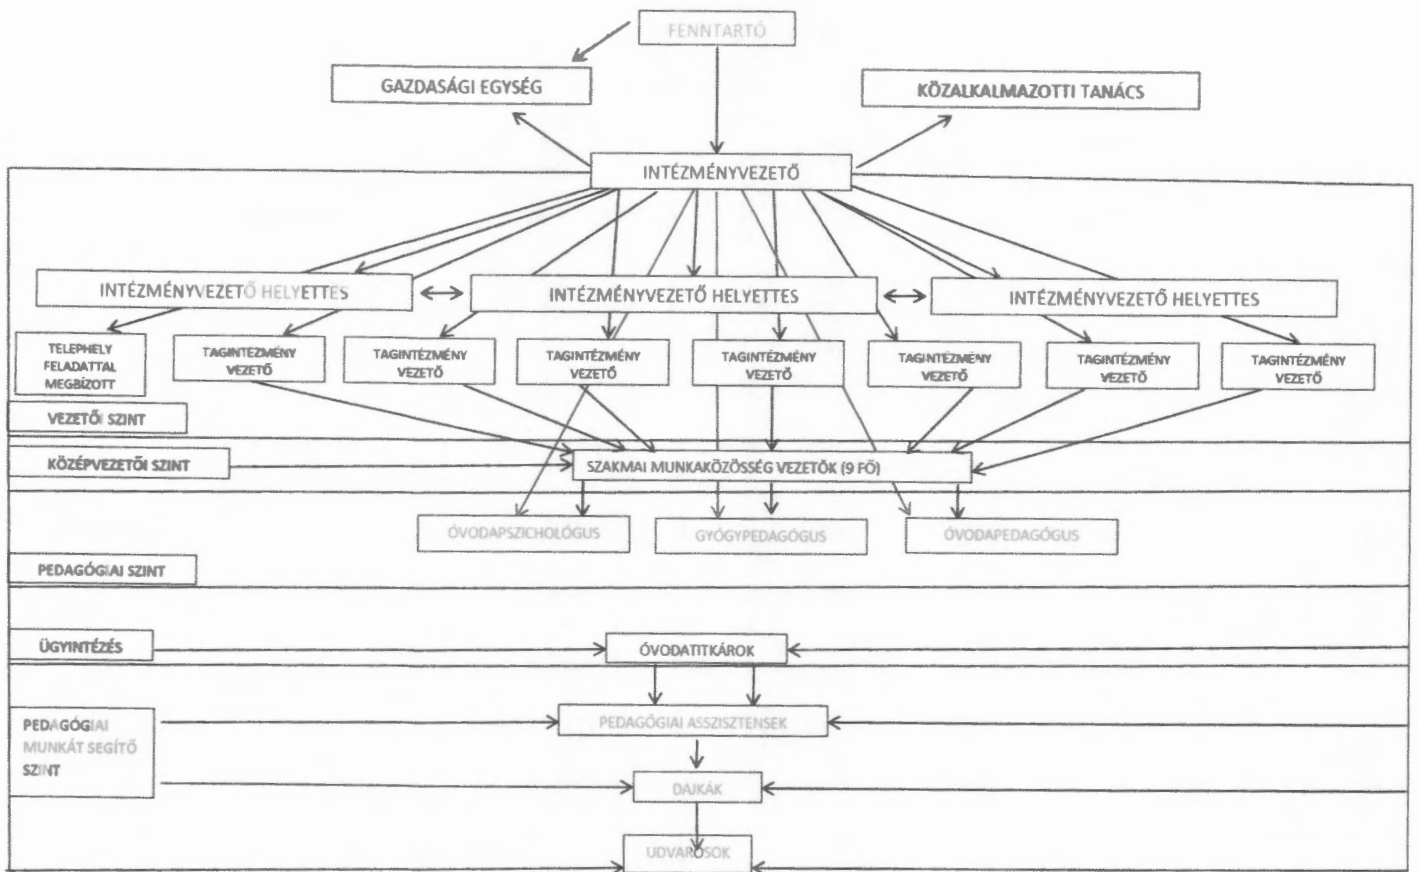 FENNTARTÓ
GAZDASÁGI EGYSÉG
KÖZALKALMAZOTTI TANÁCS
INTÉZMÉNYVEZETŐ
INTÉZMÉNYVEZETŐ HELYETTES
INTÉZMÉNYVEZETŐ HELYETTES
INTÉZMÉNYVEZETŐ HELYETTES
TELEPHELY
FELADATTAL
MEGBÍZOTT
TAGINTÉZMÉNY
VEZETŐ
TAGINTÉZMÉNY
VEZETŐ
TAGINTÉZMÉNY
VEZETŐ
TAGINTÉZMÉNY
VEZETŐ
TAGINTÉZMÉNY
VEZETŐ
TAGINTÉZMÉNY
VEZETŐ
TAGINTÉZMÉNY
VEZETŐ
VEZETŐI SZINT
KÖZÉPVEZETŐI SZINT
SZAKMAI MUNKAKÖZÖSSÉG VEZETŐK (9 FŐ)
ÓVODAPSZICHOLÓGUS
GYÓGYPEDAGÓGUS
ÓVODAPEDAGÓGUS
PEDAGÓGIAI SZINT
ÜGYINTÉZÉS
ÓVODATITKÁROK
PEDAGÓGIAI
MUNKÁT SEGÍTŐ
SZINT
PEDAGÓGIAI ASSZISZTENSEK
DAJKÁK
UDVAROSOK